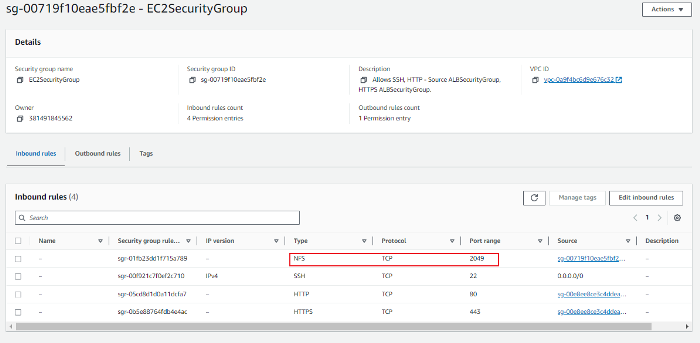 sg-00719f10eae5fbf2e - EC2SecurityGroup
Actions
Details
Security group name
EC2SecurityGroup
Security group ID
sg-00719f10eae5fbf2e
Description
Allows SSH, HTTP - Source ALBSecurityGroup, HTTPS ALBSecurityGroup.
VPC ID
vpc-0a9f4bc6d9e676c32
Owner
381491845562
Inbound rules count
4 Permission entries
Outbound rules count
1 Permission entry
Inbound rules
Outbound rules
Tags
Inbound rules (4)
Manage tags
Edit inbound rules
Search
1
Name Security group rule... IP version Type Protocol Port range Source Description
– sgr-01fb23dd1f715a789 – NFS TCP 2049 sg-00719f10eae5fbf2... –
– sgr-00f921c7f0ef2c710 IPv4 SSH TCP 22 0.0.0.0/0 –
– sgr-05cd8d1d0a11dcfa7 – HTTP TCP 80 sg-00e8ee8ce3c4ddea... –
– sgr-0b5e88764fdb4e4ac – HTTPS TCP 443 sg-00e8ee8ce3c4ddea... –